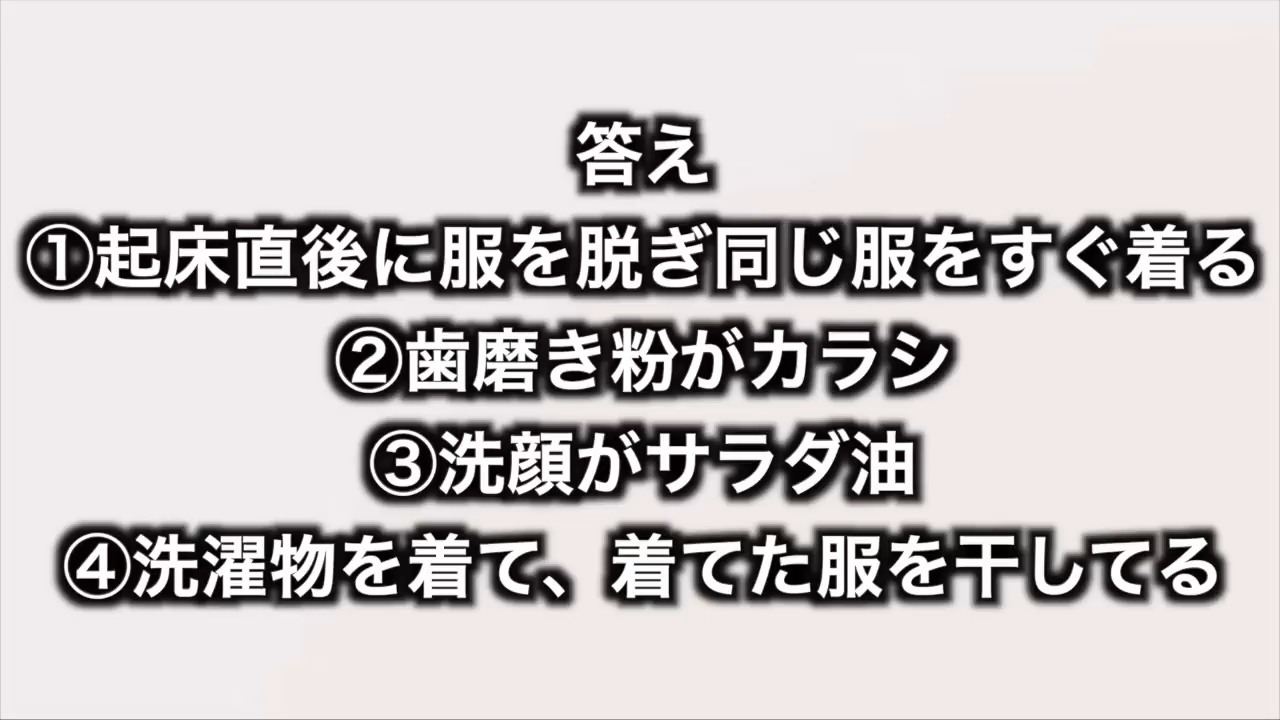 答え
①起床直後に服を脱ぎ同じ服をすぐ着る
②歯磨き粉がカラシ
③洗顔がサラダ油
④洗濯物を着て、着てた服を干してる